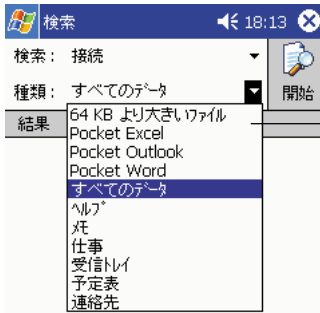 検索 18:13
検索： 接続
種類： すべてのデータ
開始
結果
64 KB より大きいファイル
Pocket Excel
Pocket Outlook
Pocket Word
すべてのデータ
ヘルプ
メモ
仕事
受信トレイ
予定表
連絡先